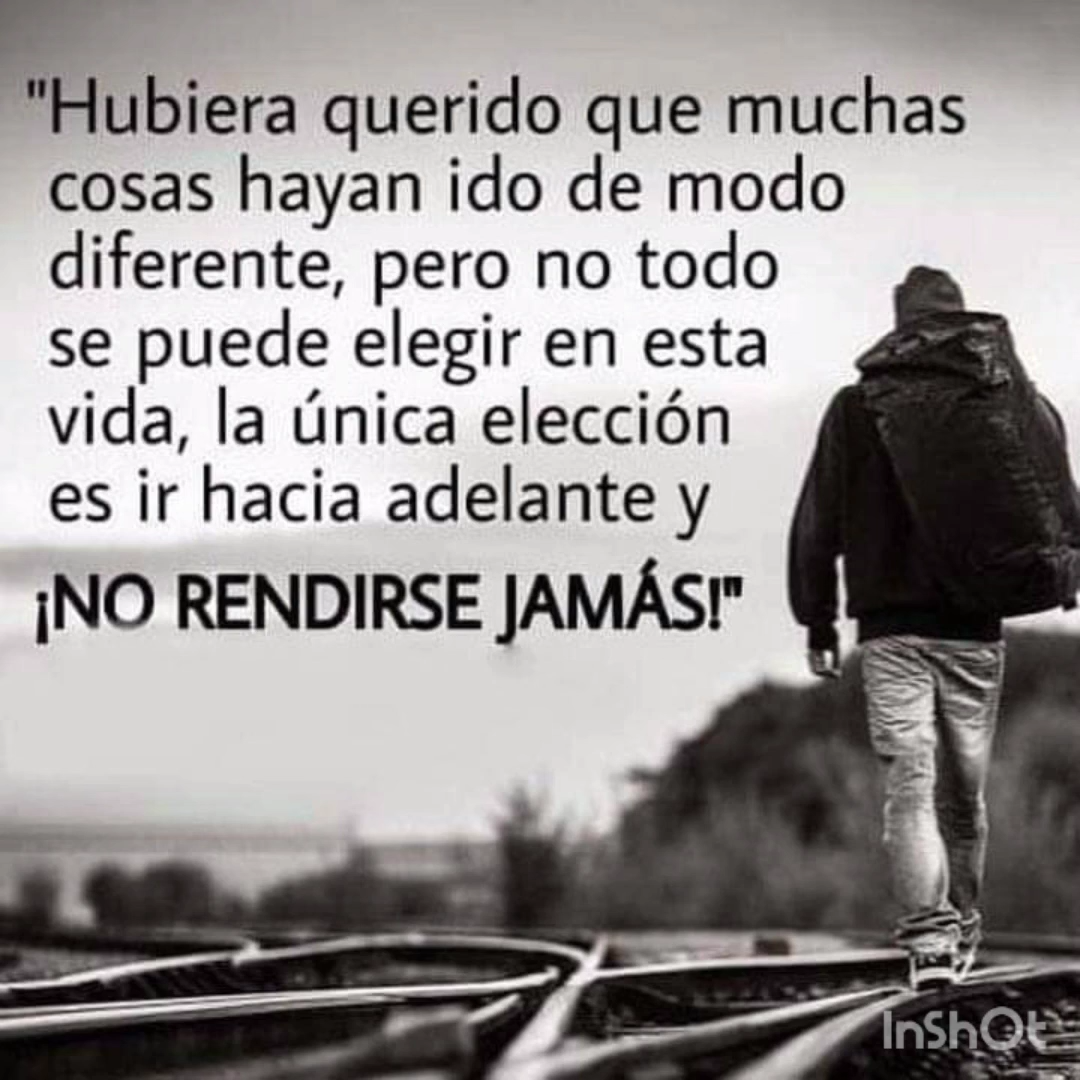 "Hubiera querido que muchas
cosas hayan ido de modo
diferente, pero no todo
se puede elegir en esta
vida, la única elección
es ir hacia adelante y
¡NO RENDIRSE JAMÁS!"
InShOt